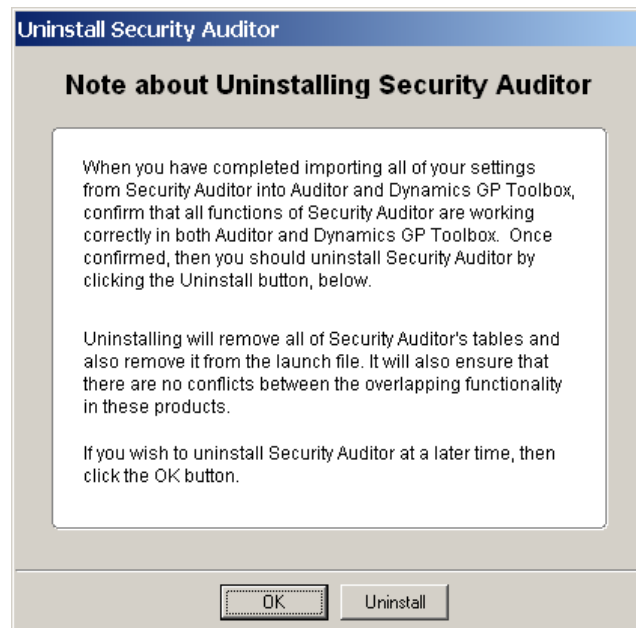 Uninstall Security Auditor
Note about Uninstalling Security Auditor
When you have completed importing all of your settings
from Security Auditor into Auditor and Dynamics GP Toolbox,
confirm that all functions of Security Auditor are working
correctly in both Auditor and Dynamics GP Toolbox.  Once
confirmed, then you should uninstall Security Auditor by
clicking the Uninstall button, below.
Uninstalling will remove all of Security Auditor's tables and
also remove it from the launch file. It will also ensure that
there are no conflicts between the overlapping functionality
in these products.
If you wish to uninstall Security Auditor at a later time, then
click the OK button.
OK Uninstall